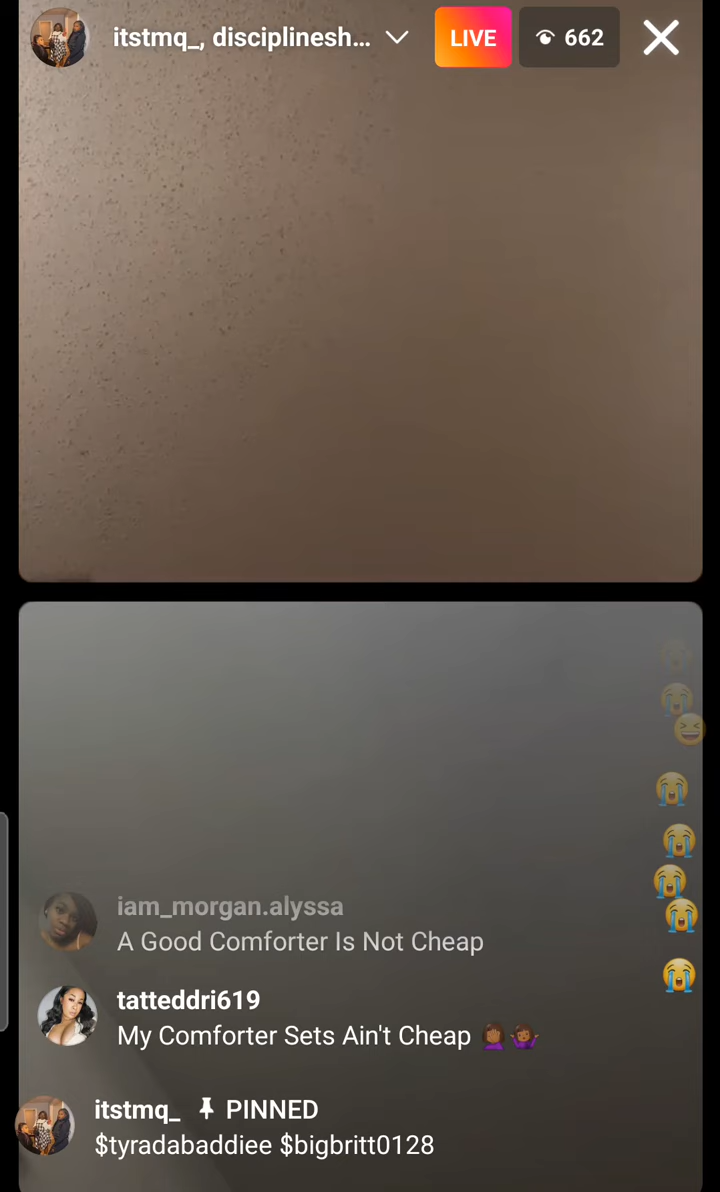 itstmq_, disciplinesh... LIVE 662
iam_morgan.alyssa
A Good Comforter Is Not Cheap
tatteddri619
My Comforter Sets Ain't Cheap 🤦🏾‍♀️🤷🏾‍♀️
itstmq_ PINNED
$tyradabaddiee $bigbritt0128